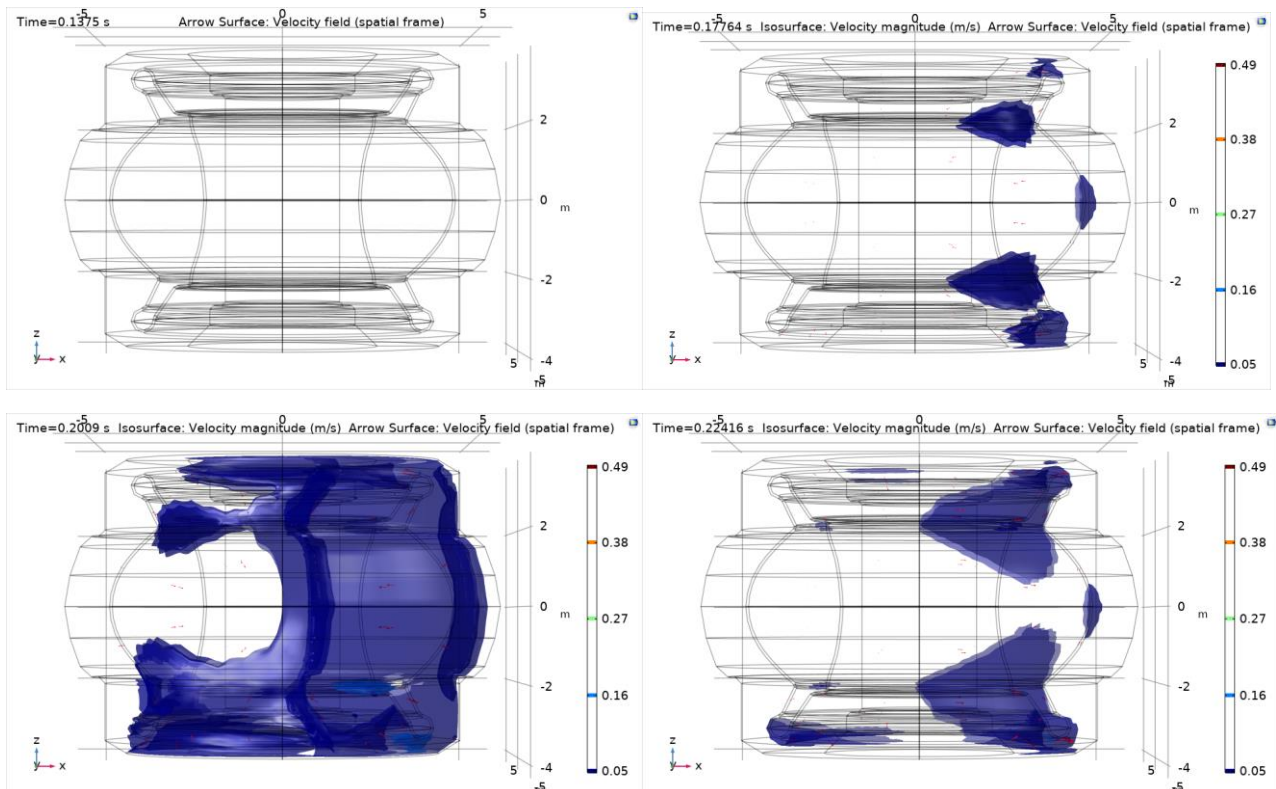 -5 0 5
Time=0.1375 s Arrow Surface: Velocity field (spatial frame)
2
0 m
-2
z
y x
5 -4
-5
m
-5 0 5
Time=0.17764 s Isosurface: Velocity magnitude (m/s) Arrow Surface: Velocity field (spatial frame)
0.49
0.38
0.27
0.16
0.05
2
0
m
-2
z
y x
5 -4
-5
m
-5 0 5
Time=0.2009 s Isosurface: Velocity magnitude (m/s) Arrow Surface: Velocity field (spatial frame)
0.49
0.38
0.27
0.16
0.05
2
0
m
-2
z
y x
5 -4
-5
-5 0 5
Time=0.22416 s Isosurface: Velocity magnitude (m/s) Arrow Surface: Velocity field (spatial frame)
0.49
0.38
0.27
0.16
0.05
2
0
m
-2
z
y x
5 -4
-5